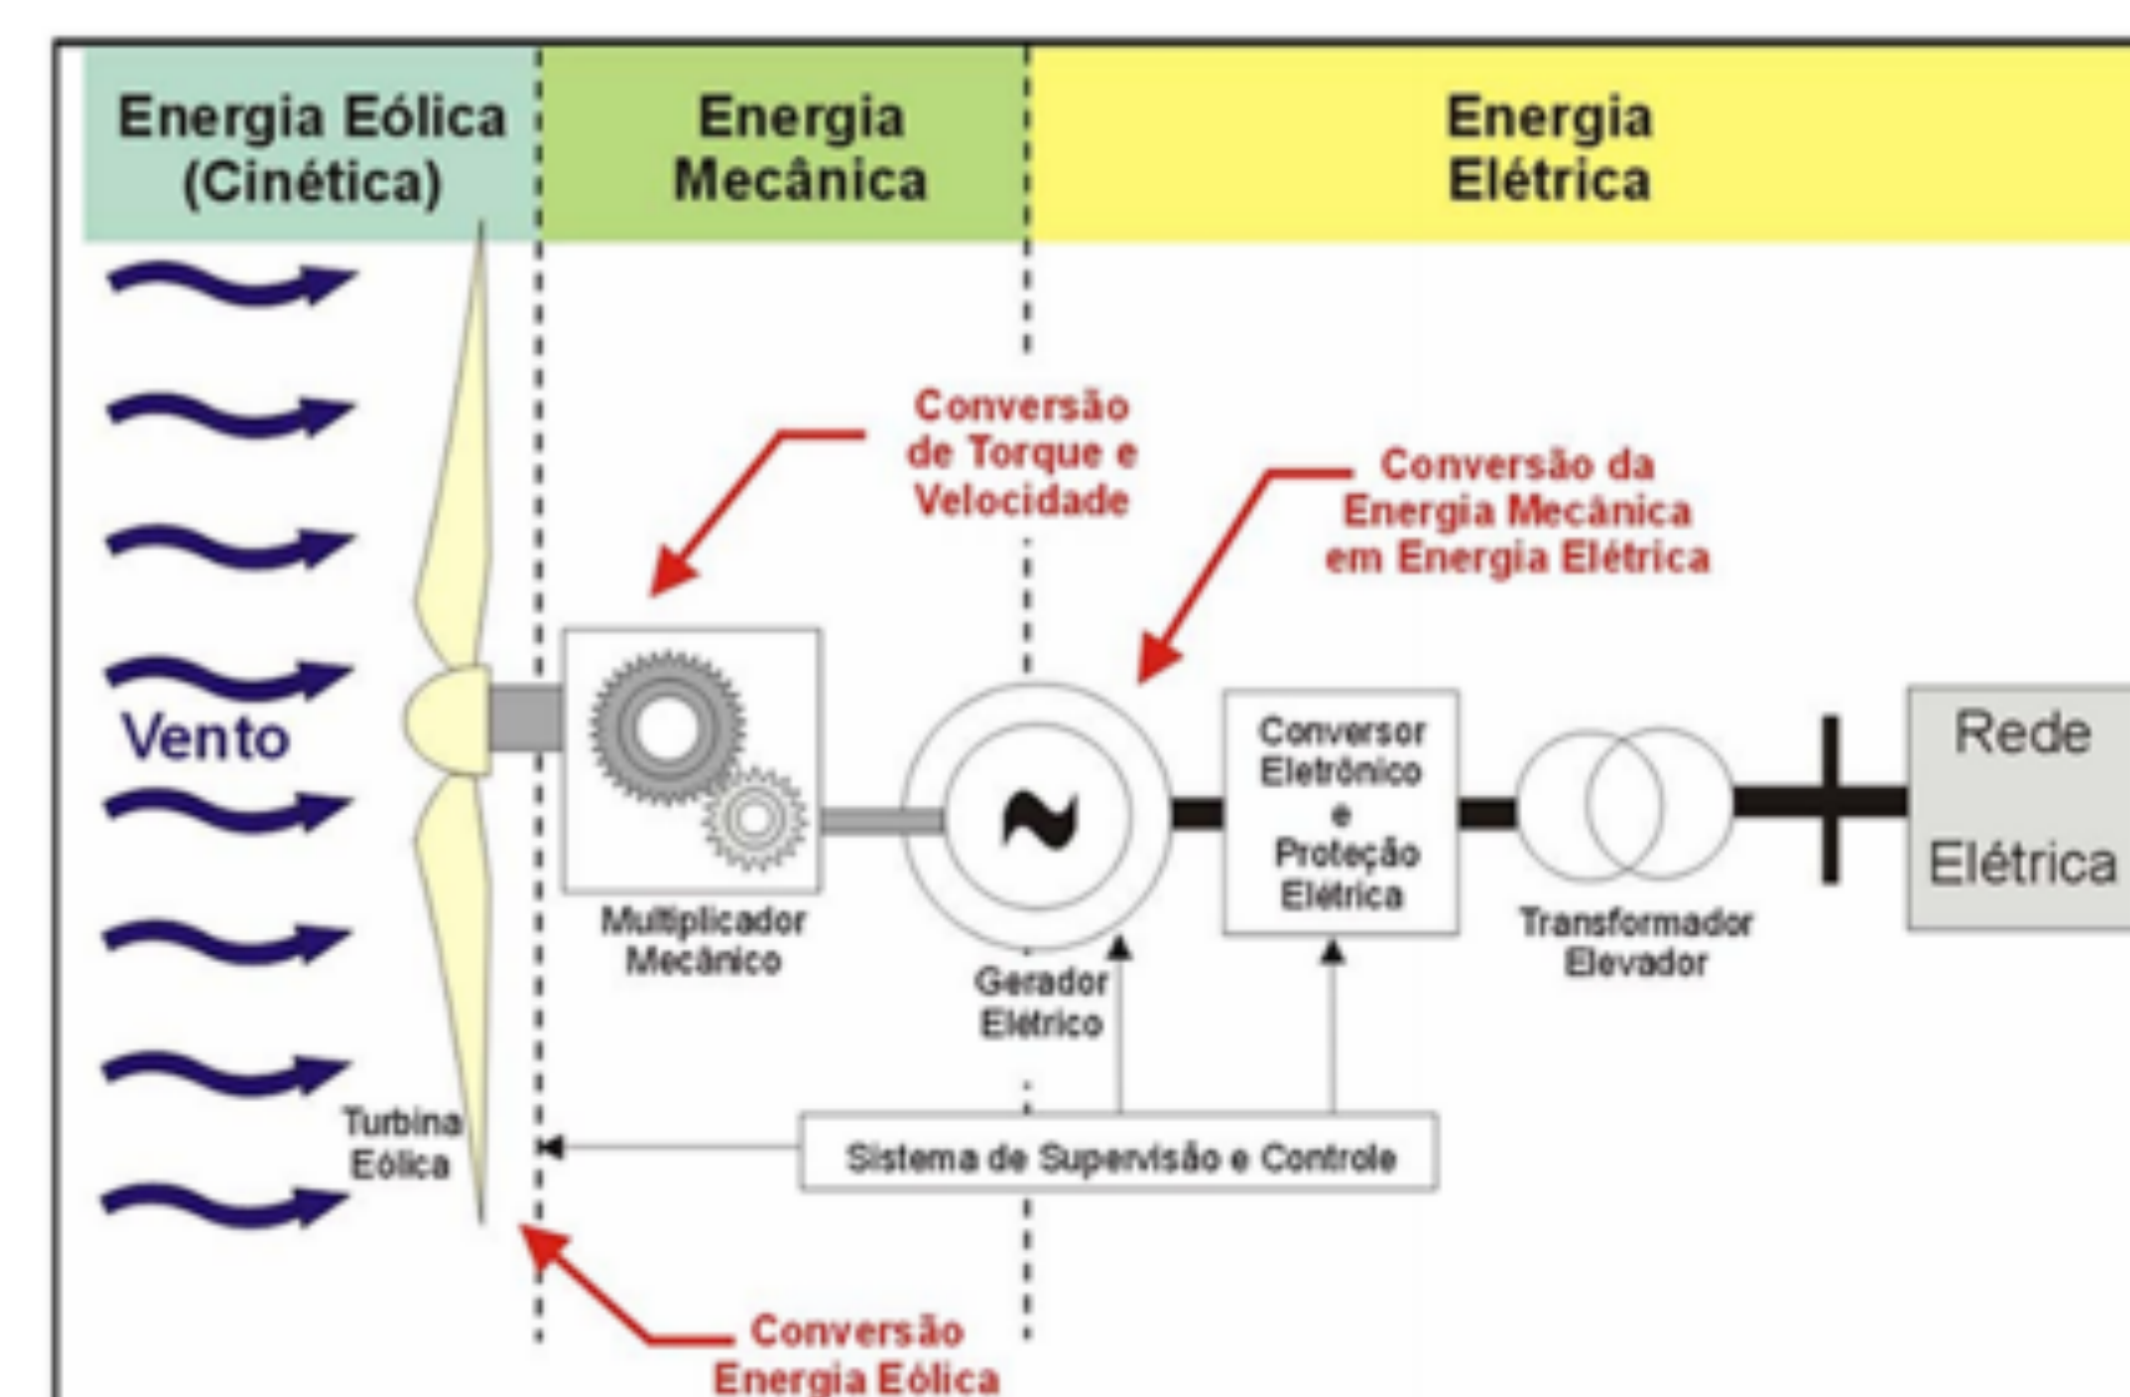 Energia Eólica
(Cinética)
Energia
Mecânica
Energia
Elétrica
Conversão
de Torque e
Velocidade
Conversão da
Energia Mecânica
em Energia Elétrica
Vento
Multiplicador
Mecânico
Gerador
Elétrico
Conversor
Eletrônico
e
Proteção
Elétrica
Transformador
Elevador
Rede
Elétrica
Turbina
Eólica
Sistema de Supervisão e Controle
Conversão
Energia Eólica